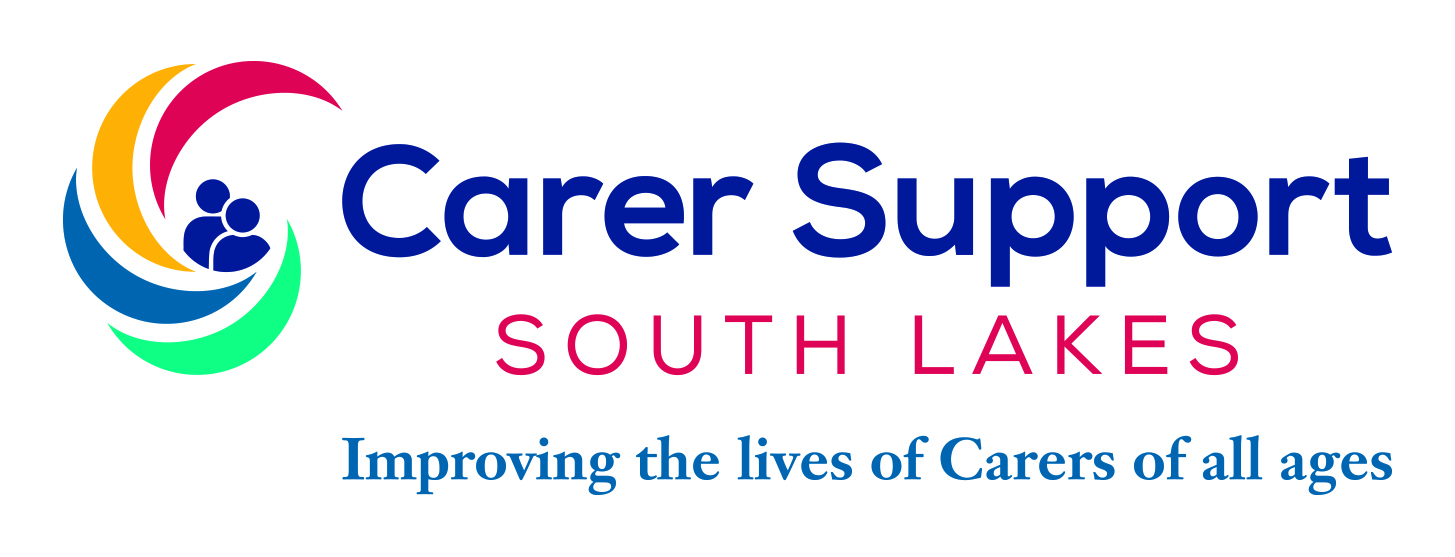 Carer Support
SOUTH LAKES
Improving the lives of Carers of all ages